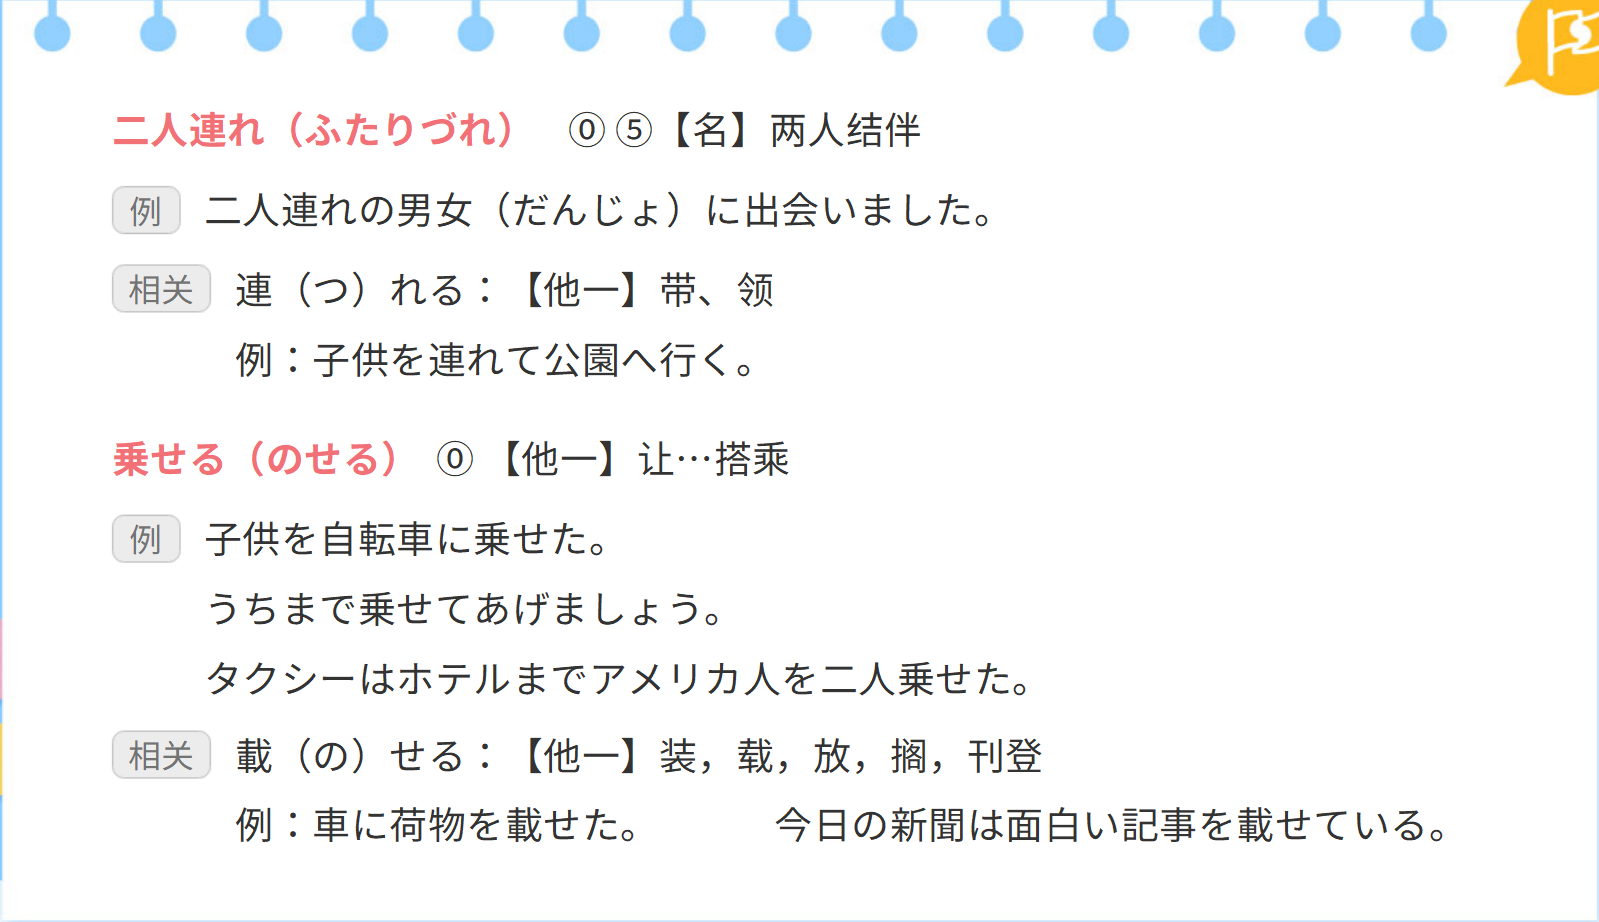 二人連れ（ふたりづれ） ⓪ ⑤【名】两人结伴
例 二人連れの男女（だんじょ）に出会いました。
相关 連（つ）れる：【他一】带、领
例：子供を連れて公園へ行く。
乗せる（のせる） ⓪ 【他一】让…搭乘
例 子供を自転車に乗せた。
うちまで乗せてあげましょう。
タクシーはホテルまでアメリカ人を二人乗せた。
相关 載（の）せる：【他一】装，载，放，搁，刊登
例：車に荷物を載せた。 今日の新聞は面白い記事を載せている。